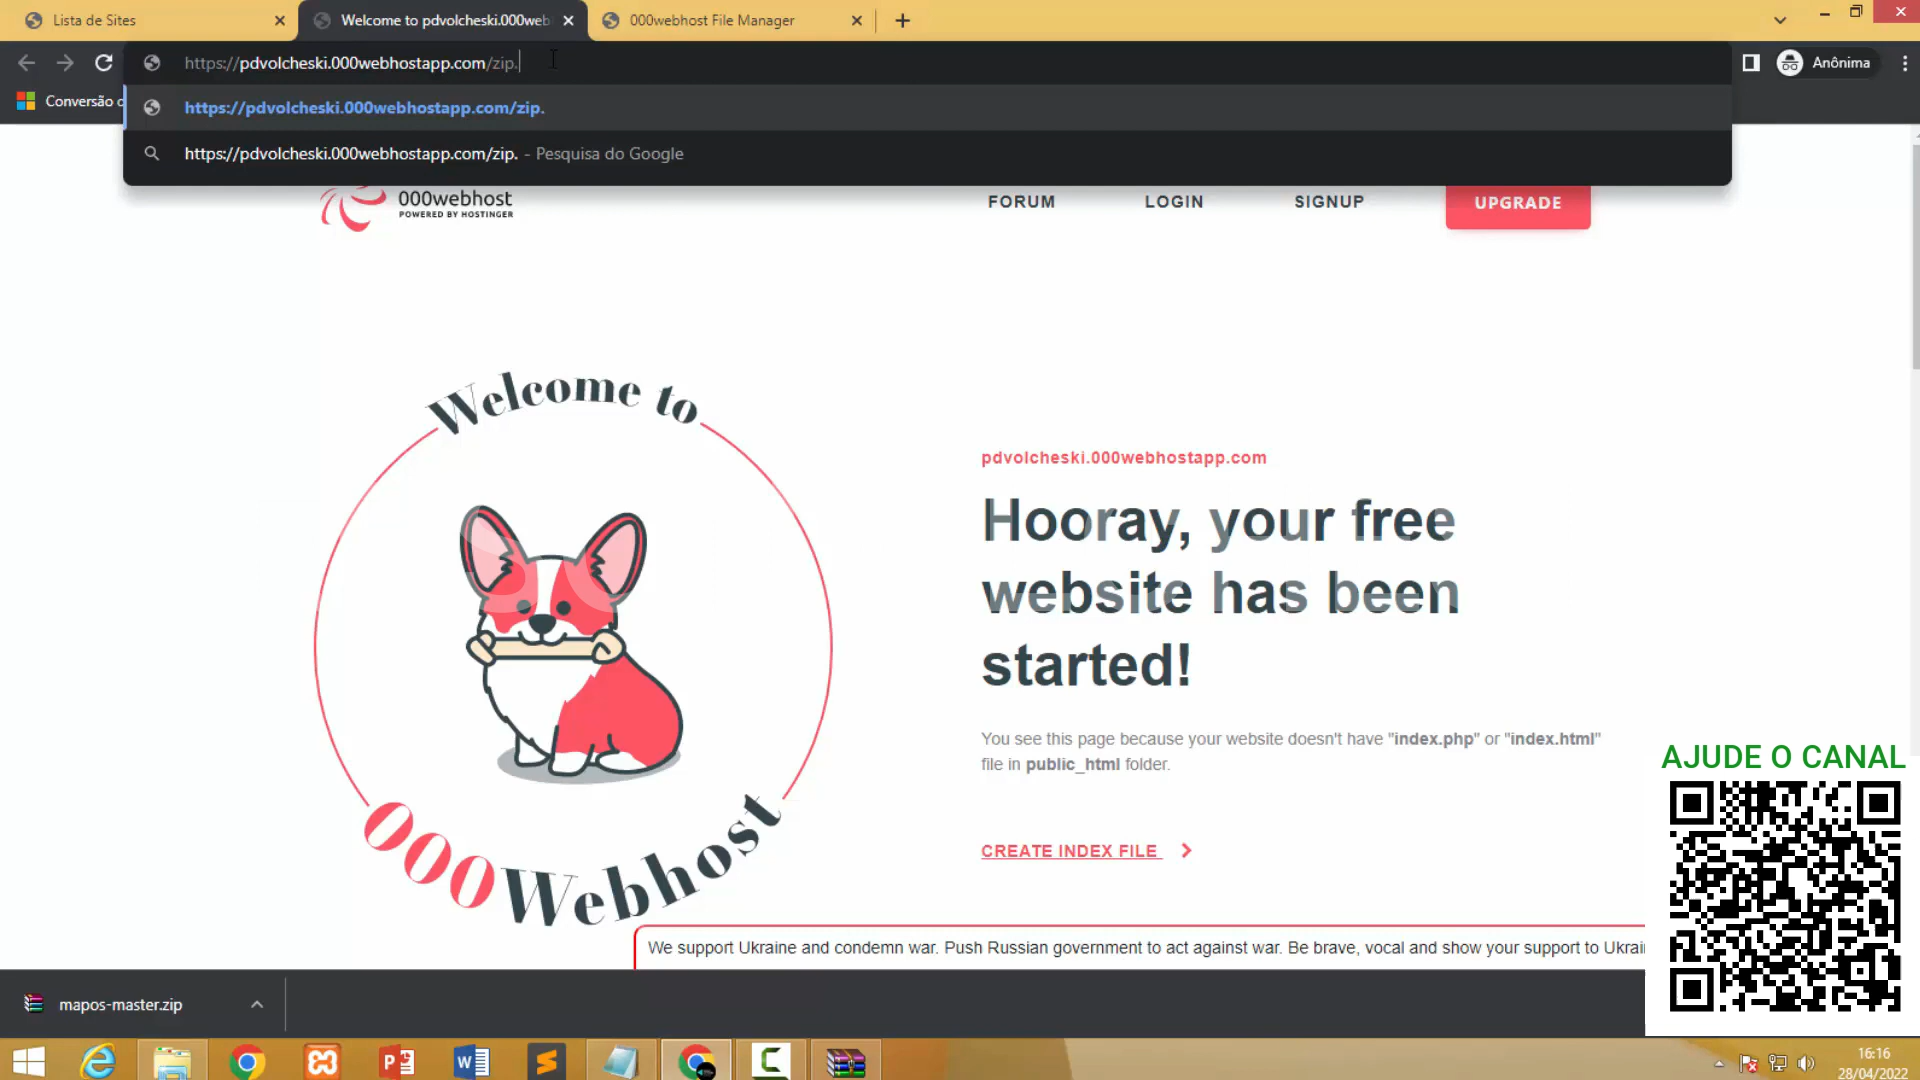 Lista de Sites
Welcome to pdvolcheski.000web
000webhost File Manager
https://pdvolcheski.000webhostapp.com/zip.
Anônima
Conversão
https://pdvolcheski.000webhostapp.com/zip.
https://pdvolcheski.000webhostapp.com/zip. - Pesquisa do Google
000webhost
POWERED BY HOSTINGER
FORUM
LOGIN
SIGNUP
UPGRADE
Welcome to
000Webhost
pdvolcheski.000webhostapp.com
Hooray, your free
website has been
started!
You see this page because your website doesn't have "index.php" or "index.html"
file in public_html folder.
CREATE INDEX FILE
We support Ukraine and condemn war. Push Russian government to act against war. Be brave, vocal and show your support to Ukrai
AJUDE O CANAL
mapos-master.zip
16:16
28/04/2022